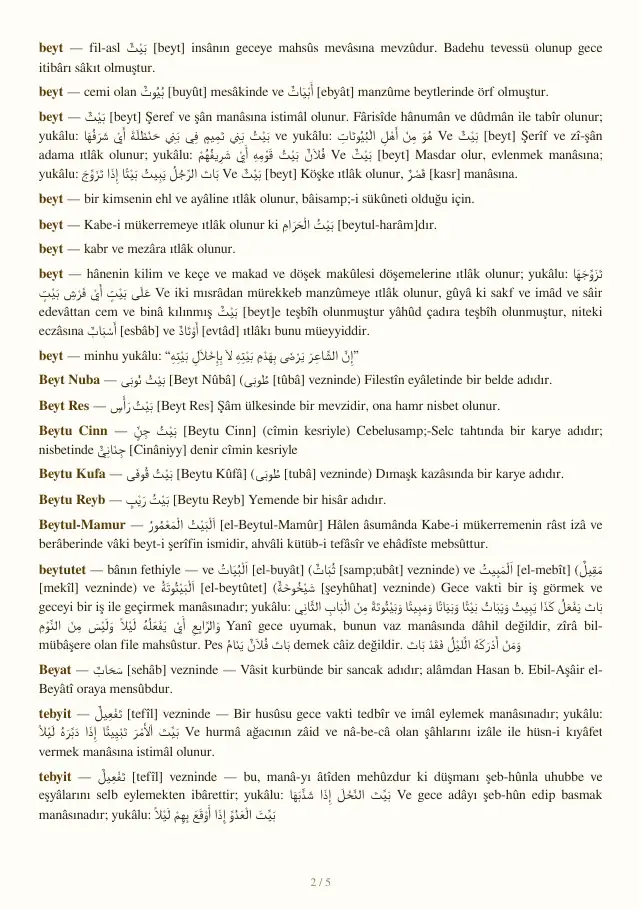 beyt — fil-asl بَيْتٌ [beyt] insânın geceye mahsûs mevâsına mevzûdur. Badehu tevessü olunup gece
itibârı sâkıt olmuştur.
beyt — cemi olan بُيُوتٌ [buyût] mesâkinde ve أَبْيَاتٌ [ebyât] manzûme beytlerinde örf olmuştur.
beyt — بَيْتٌ [beyt] Şeref ve şân manâsına istimâl olunur. Fârisîde hânumân ve dûdmân ile tabîr olunur;
yukâlu: بَيْتُ بَنِي تَمِيمٍ فِي بَنِي حَنْظَلَةَ أَيْ شَرَفُهَا ve yukâlu: هُوَ مِنْ أَهْلِ الْبُيُوتَاتِ Ve بَيْتٌ [beyt] Şerîf ve zî-şân
adama ıtlâk olunur; yukâlu: فُلَانٌ بَيْتُ قَوْمِهِ أَيْ شَرِيفُهُمْ Ve بَيْتٌ [beyt] Masdar olur, evlenmek manâsına;
yukâlu: بَاتَ الرَّجُلُ يَبِيتُ بَيْتًا إِذَا تَزَوَّجَ Ve بَيْتٌ [beyt] Köşke ıtlâk olunur, قَصْرٌ [kasr] manâsına.
beyt — bir kimsenin ehl ve ayâline ıtlâk olunur, bâisamp;-i sükûneti olduğu için.
beyt — Kabe-i mükerremeye ıtlâk olunur ki بَيْتُ الْحَرَامِ [beytul-harâm]dır.
beyt — kabr ve mezâra ıtlâk olunur.
beyt — hânenin kilim ve keçe ve makad ve döşek makûlesi döşemelerine ıtlâk olunur; yukâlu: تَزَوَّجَهَا
عَلَى بَيْتٍ أَيْ فَرْشِ بَيْتٍ Ve iki mısrâdan mürekkeb manzûmeye ıtlâk olunur, gûyâ ki sakf ve imâd ve sâir
edevâttan cem ve binâ kılınmış بَيْتٌ [beyt]e teşbîh olunmuştur yâhûd çadıra teşbîh olunmuştur, niteki
eczâsına أَسْبَابٌ [esbâb] ve أَوْتَادٌ [evtâd] ıtlâkı bunu müeyyiddir.
beyt — minhu yukâlu: “إِنَّ الشَّاعِرَ يَرْضَى بِهَدْمِ بَيْتِهِ لاَ بِإِخْلَالِ بَيْتِهِ”
Beyt Nuba — بَيْتُ نُوبَى [Beyt Nûbâ] (طُوبَى [tûbâ] vezninde) Filestîn eyâletinde bir belde adıdır.
Beyt Res — بَيْتُ رَأْسٍ [Beyt Res] Şâm ülkesinde bir mevzidir, ona hamr nisbet olunur.
Beytu Cinn — بَيْتُ جِنٍّ [Beytu Cinn] (cîmin kesriyle) Cebelusamp;-Selc tahtında bir karye adıdır;
nisbetinde جِنَّانِيٌّ [Cinâniyy] denir cîmin kesriyle
Beytu Kufa — بَيْتُ قُوفَى [Beytu Kûfâ] (طُوبَى [tubâ] vezninde) Dımaşk kazâsında bir karye adıdır.
Beytu Reyb — بَيْتُ رَيْبٍ [Beytu Reyb] Yemende bir hisâr adıdır.
Beytul-Mamur — اَلْبَيْتُ الْمَعْمُورُ [el-Beytul-Mamûr] Hâlen âsumânda Kabe-i mükerremenin râst izâ ve
berâberinde vâki beyt-i şerîfin ismidir, ahvâli kütüb-i tefâsîr ve ehâdîste mebsûttur.
beytutet — bânın fethiyle — ve اَلْبُيَاتُ [el-buyât] (ثُبَاتٌ [samp;ubât] vezninde) ve اَلْمَبِيتُ [el-mebît] (مَقِيلٌ
[mekîl] vezninde) ve اَلْبَيْتُوتَةُ [el-beytûtet] (شَيْخُوخَةٌ [şeyhûhat] vezninde) Gece vakti bir iş görmek ve
geceyi bir iş ile geçirmek manâsınadır; yukâlu: بَاتَ يَفْعَلُ كَذَا يَبِيتُ وَيَبَاتُ بَيْتًا وَبَيَاتًا وَمَبِيتًا وَبَيْتُوتَةً مِنَ الْبَابِ الثَّانِي
وَالرَّابِعِ أَيْ يَفْعَلُهُ لَيْلاً وَلَيْسَ مِنَ النَّوْمِ Yanî gece uyumak, bunun vaz manâsında dâhil değildir, zîrâ bil-
mübâşere olan file mahsûstur. Pes بَاتَ فُلاَنٌ يَنَامُ demek câiz değildir. وَمَنْ أَدْرَكَهُ اللَّيْلُ فَقَدْ بَاتَ
Beyat — سَحَابٌ [sehâb] vezninde — Vâsit kurbünde bir sancak adıdır; alâmdan Hasan b. Ebil-Aşâir el-
Beyâtî oraya mensûbdur.
tebyit — تَفْعِيلٌ [tefîl] vezninde — Bir husûsu gece vakti tedbîr ve imâl eylemek manâsınadır; yukâlu:
بَيَّتَ اْلأَمْرَ تَبْيِيتًا إِذَا دَبَّرَهُ لَيْلاً Ve hurmâ ağacının zâid ve nâ-be-câ olan şâhlarını izâle ile hüsn-i kıyâfet
vermek manâsına istimâl olunur.
tebyit — تَفْعِيلٌ [tefîl] vezninde — bu, manâ-yı âtîden mehûzdur ki düşmanı şeb-hûnla uhubbe ve
eşyâlarını selb eylemekten ibârettir; yukâlu: بَيَّتَ النَّخْلَ إِذَا شَذَّبَهَا Ve gece adâyı şeb-hûn edip basmak
manâsınadır; yukâlu: بَيَّتَ الْعَدُوَّ إِذَا أَوْقَعَ بِهِمْ لَيْلاً
2 / 5